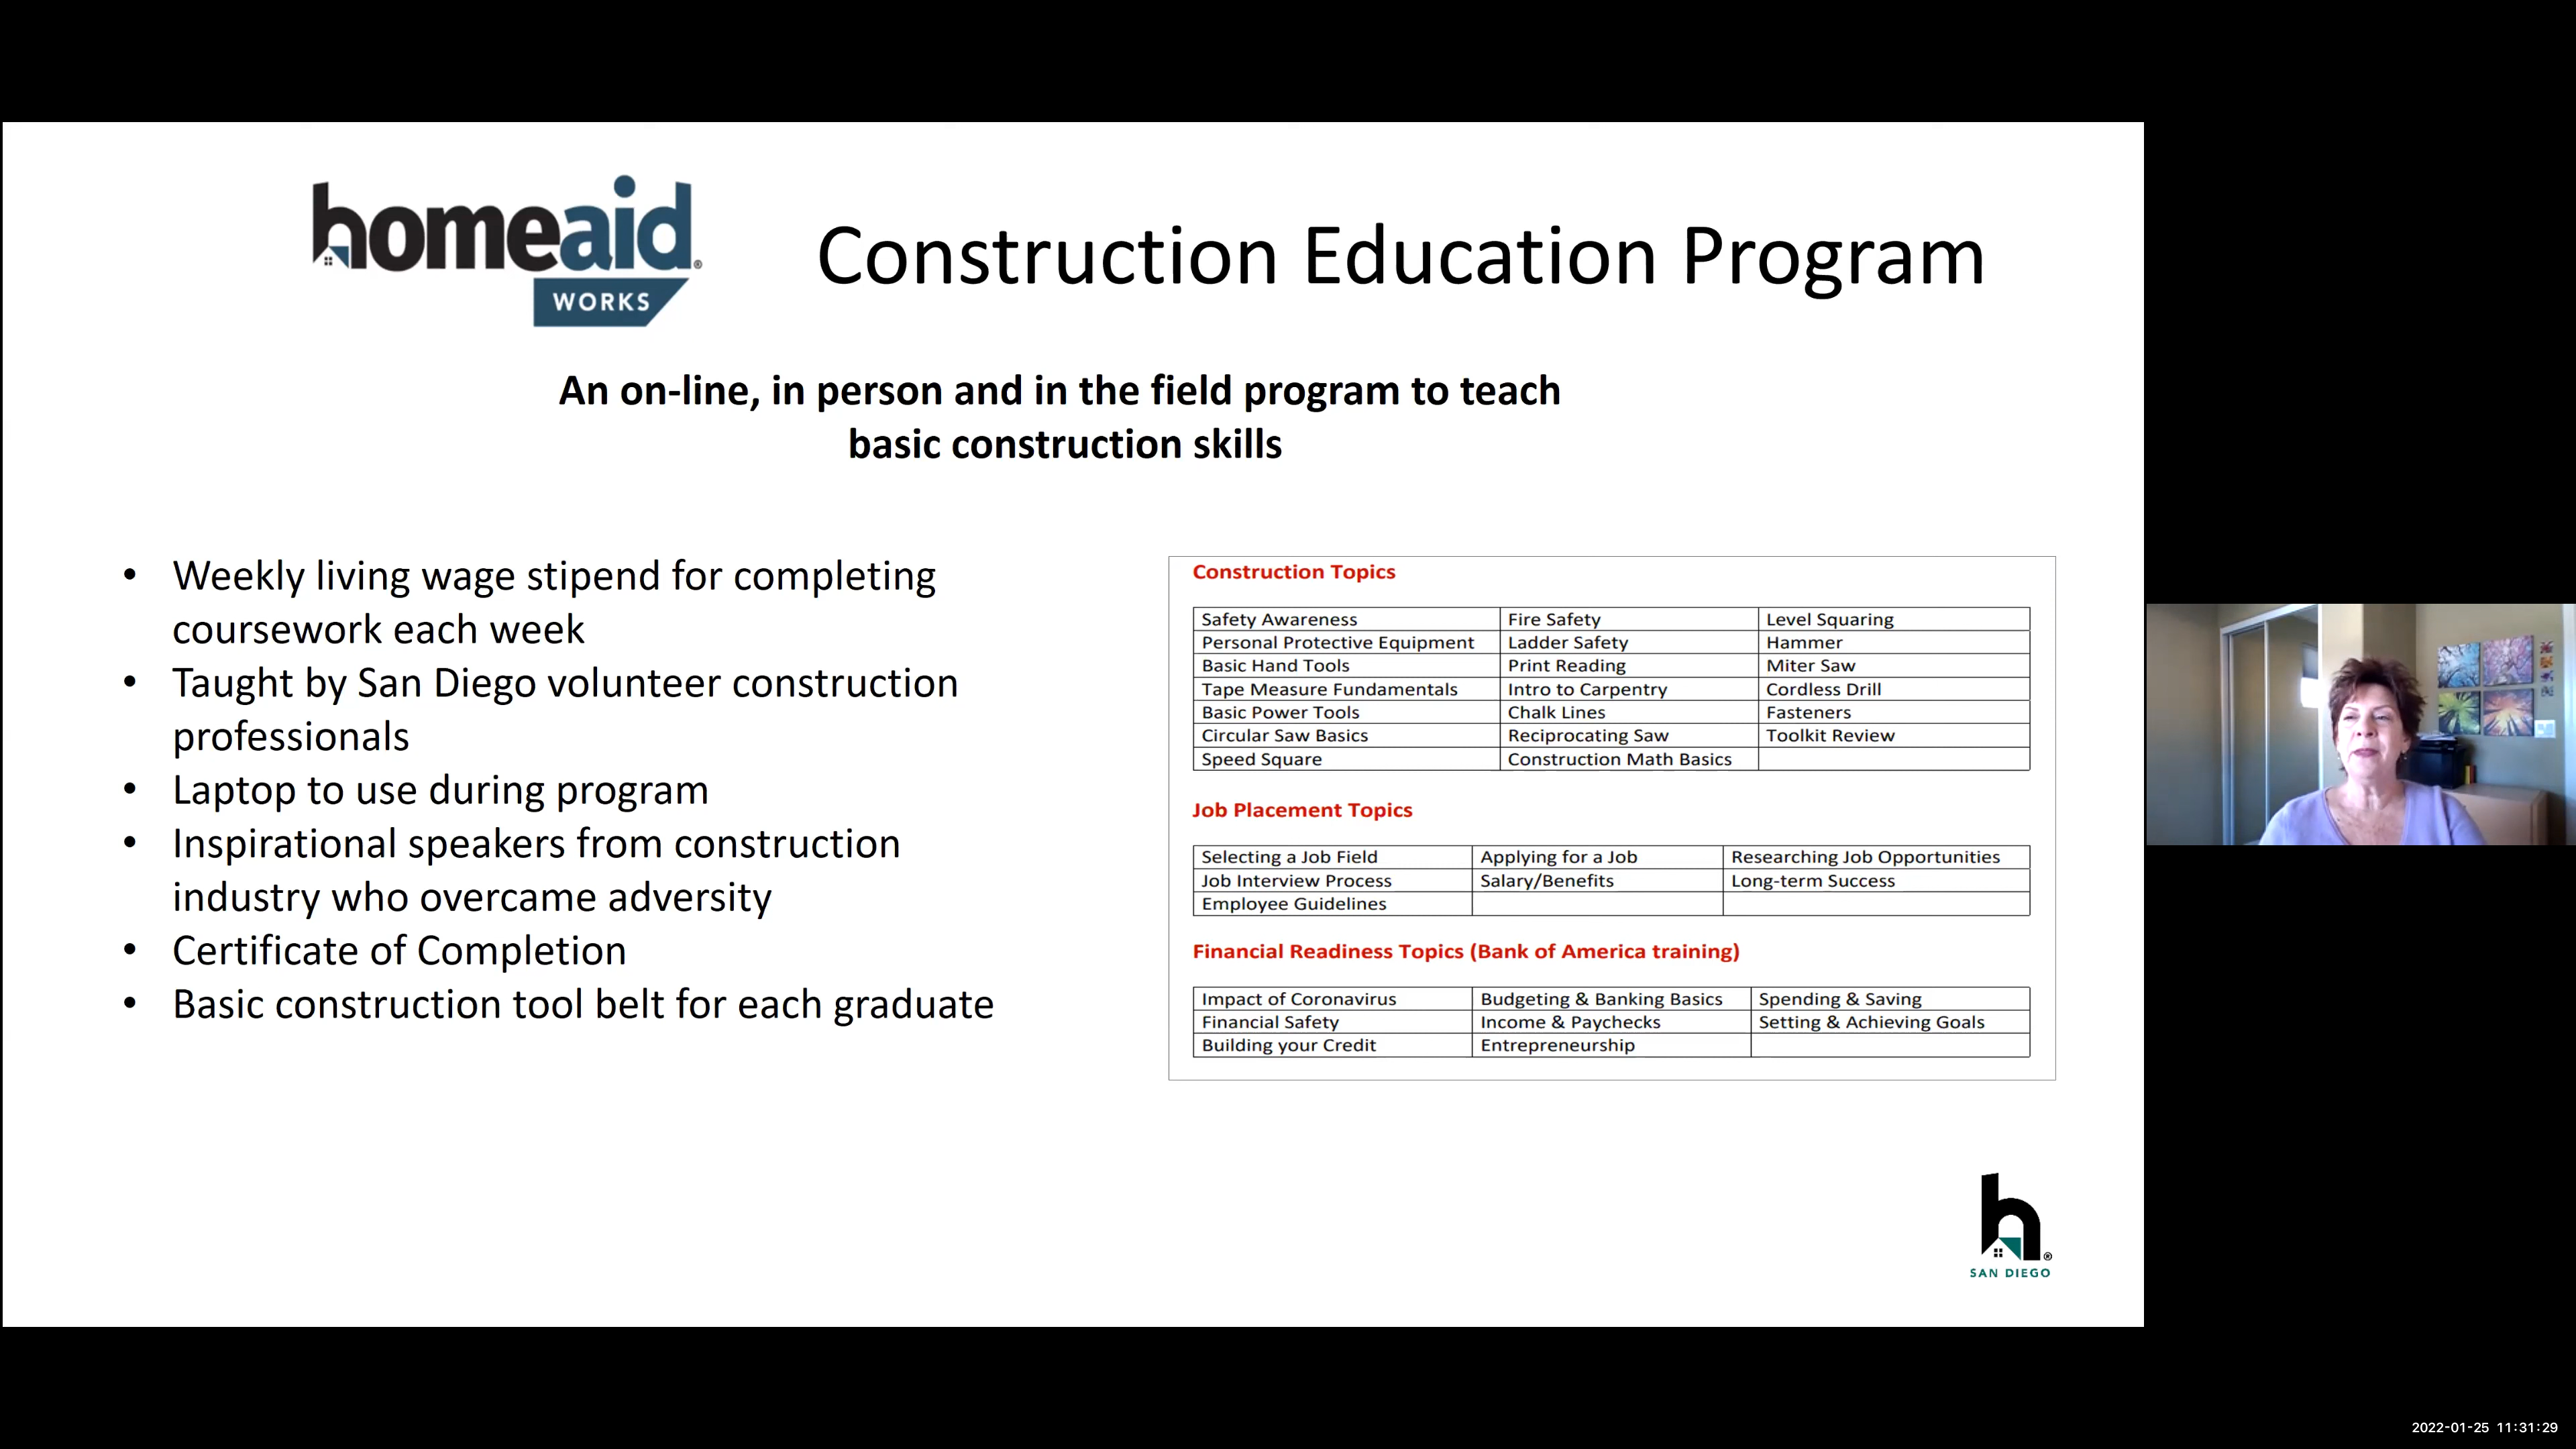 homeaid®
WORKS
Construction Education Program
An on-line, in person and in the field program to teach
basic construction skills
• Weekly living wage stipend for completing
coursework each week
• Taught by San Diego volunteer construction
professionals
• Laptop to use during program
• Inspirational speakers from construction
industry who overcame adversity
• Certificate of Completion
• Basic construction tool belt for each graduate
Construction Topics
Safety Awareness Fire Safety Level Squaring
Personal Protective Equipment Ladder Safety Hammer
Basic Hand Tools Print Reading Miter Saw
Tape Measure Fundamentals Intro to Carpentry Cordless Drill
Basic Power Tools Chalk Lines Fasteners
Circular Saw Basics Reciprocating Saw Toolkit Review
Speed Square Construction Math Basics
Job Placement Topics
Selecting a Job Field Applying for a Job Researching Job Opportunities
Job Interview Process Salary/Benefits Long-term Success
Employee Guidelines
Financial Readiness Topics (Bank of America training)
Impact of Coronavirus Budgeting & Banking Basics Spending & Saving
Financial Safety Income & Paychecks Setting & Achieving Goals
Building your Credit Entrepreneurship
h®
SAN DIEGO
2022-01-25 11:31:29